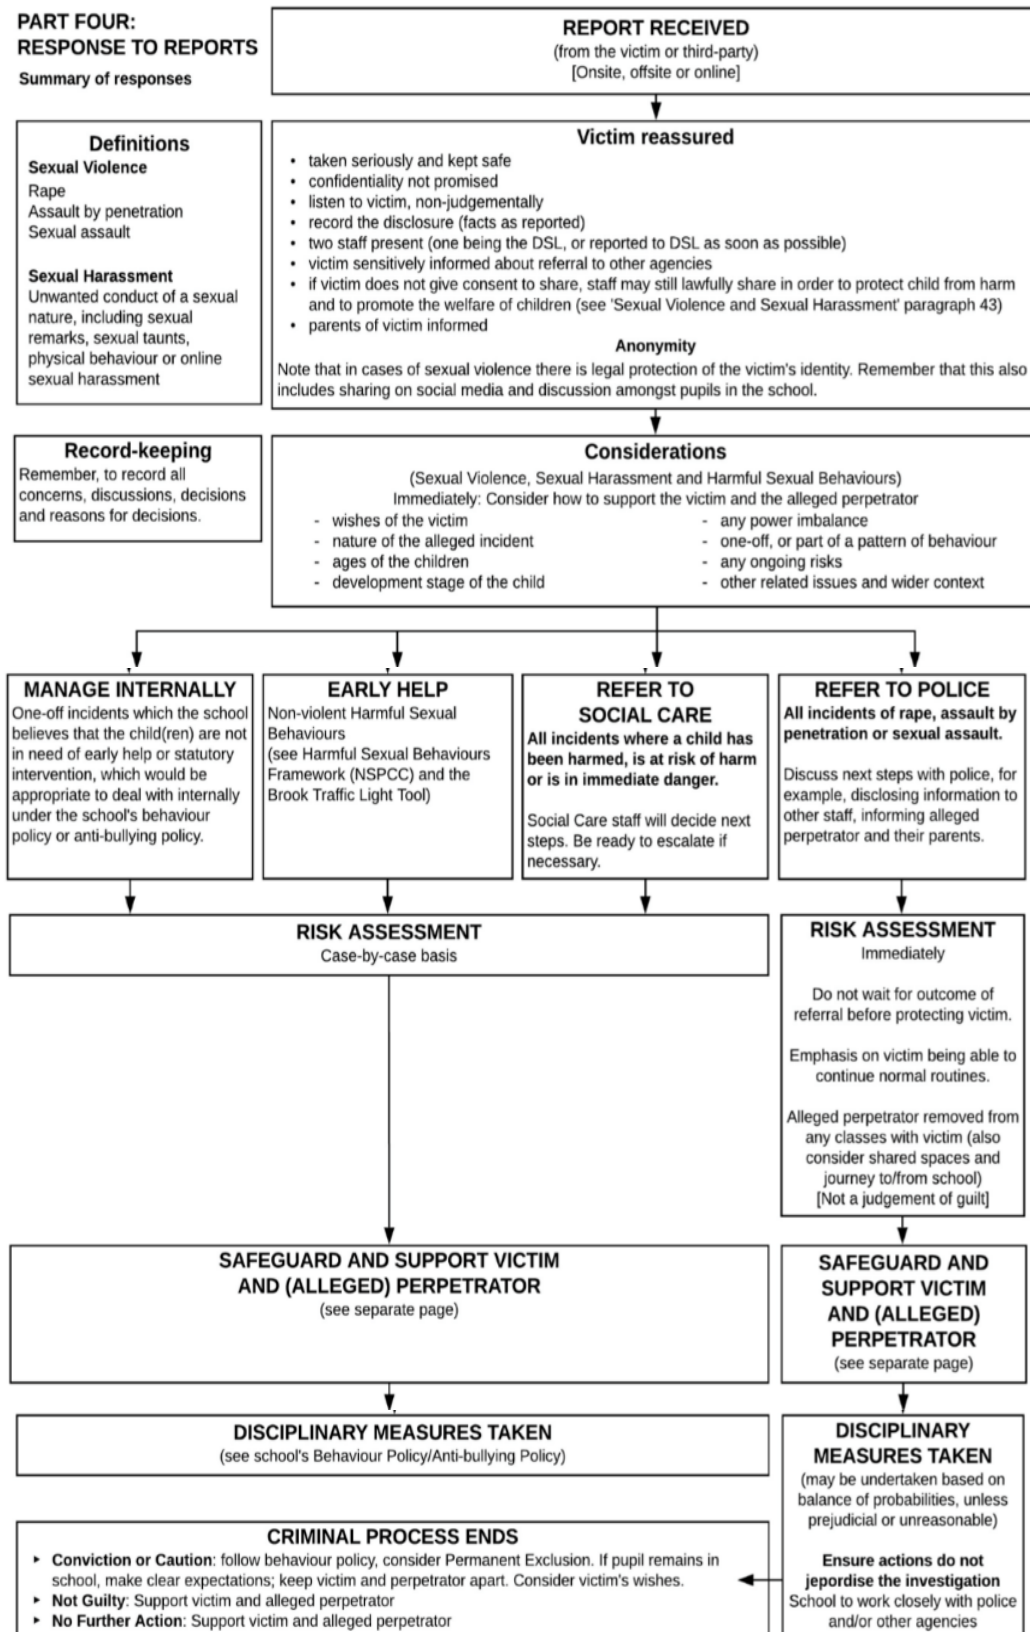 PART FOUR:
RESPONSE TO REPORTS
Summary of responses
REPORT RECEIVED
(from the victim or third-party)
[Onsite, offsite or online]
Definitions
Sexual Violence
Rape
Assault by penetration
Sexual assault
Sexual Harassment
Unwanted conduct of a sexual
nature, including sexual
remarks, sexual taunts,
physical behaviour or online
sexual harassment
Victim reassured
• taken seriously and kept safe
• confidentiality not promised
• listen to victim, non-judgementally
• record the disclosure (facts as reported)
• two staff present (one being the DSL, or reported to DSL as soon as possible)
• victim sensitively informed about referral to other agencies
• if victim does not give consent to share, staff may still lawfully share in order to protect child from harm
and to promote the welfare of children (see 'Sexual Violence and Sexual Harassment' paragraph 43)
• parents of victim informed
Anonymity
Note that in cases of sexual violence there is legal protection of the victim's identity. Remember that this also
includes sharing on social media and discussion amongst pupils in the school.
Record-keeping
Remember, to record all
concerns, discussions, decisions
and reasons for decisions.
Considerations
(Sexual Violence, Sexual Harassment and Harmful Sexual Behaviours)
Immediately: Consider how to support the victim and the alleged perpetrator
- wishes of the victim
- nature of the alleged incident
- ages of the children
- development stage of the child
- any power imbalance
- one-off, or part of a pattern of behaviour
- any ongoing risks
- other related issues and wider context
MANAGE INTERNALLY
One-off incidents which the school
believes that the child(ren) are not
in need of early help or statutory
intervention, which would be
appropriate to deal with internally
under the school's behaviour
policy or anti-bullying policy.
EARLY HELP
Non-violent Harmful Sexual
Behaviours
(see Harmful Sexual Behaviours
Framework (NSPCC) and the
Brook Traffic Light Tool)
REFER TO
SOCIAL CARE
All incidents where a child has
been harmed, is at risk of harm
or is in immediate danger.
Social Care staff will decide next
steps. Be ready to escalate if
necessary.
REFER TO POLICE
All incidents of rape, assault by
penetration or sexual assault.
Discuss next steps with police, for
example, disclosing information to
other staff, informing alleged
perpetrator and their parents.
RISK ASSESSMENT
Case-by-case basis
RISK ASSESSMENT
Immediately
Do not wait for outcome of
referral before protecting victim.
Emphasis on victim being able to
continue normal routines.
Alleged perpetrator removed from
any classes with victim (also
consider shared spaces and
journey to/from school)
[Not a judgement of guilt]
SAFEGUARD AND SUPPORT VICTIM
AND (ALLEGED) PERPETRATOR
(see separate page)
SAFEGUARD AND
SUPPORT VICTIM
AND (ALLEGED)
PERPETRATOR
(see separate page)
DISCIPLINARY MEASURES TAKEN
(see school's Behaviour Policy/Anti-bullying Policy)
DISCIPLINARY
MEASURES TAKEN
(may be undertaken based on
balance of probabilities, unless
prejudicial or unreasonable)
Ensure actions do not
jepordise the investigation
School to work closely with police
and/or other agencies
CRIMINAL PROCESS ENDS
‣ Conviction or Caution: follow behaviour policy, consider Permanent Exclusion. If pupil remains in
school, make clear expectations; keep victim and perpetrator apart. Consider victim's wishes.
‣ Not Guilty: Support victim and alleged perpetrator
‣ No Further Action: Support victim and alleged perpetrator